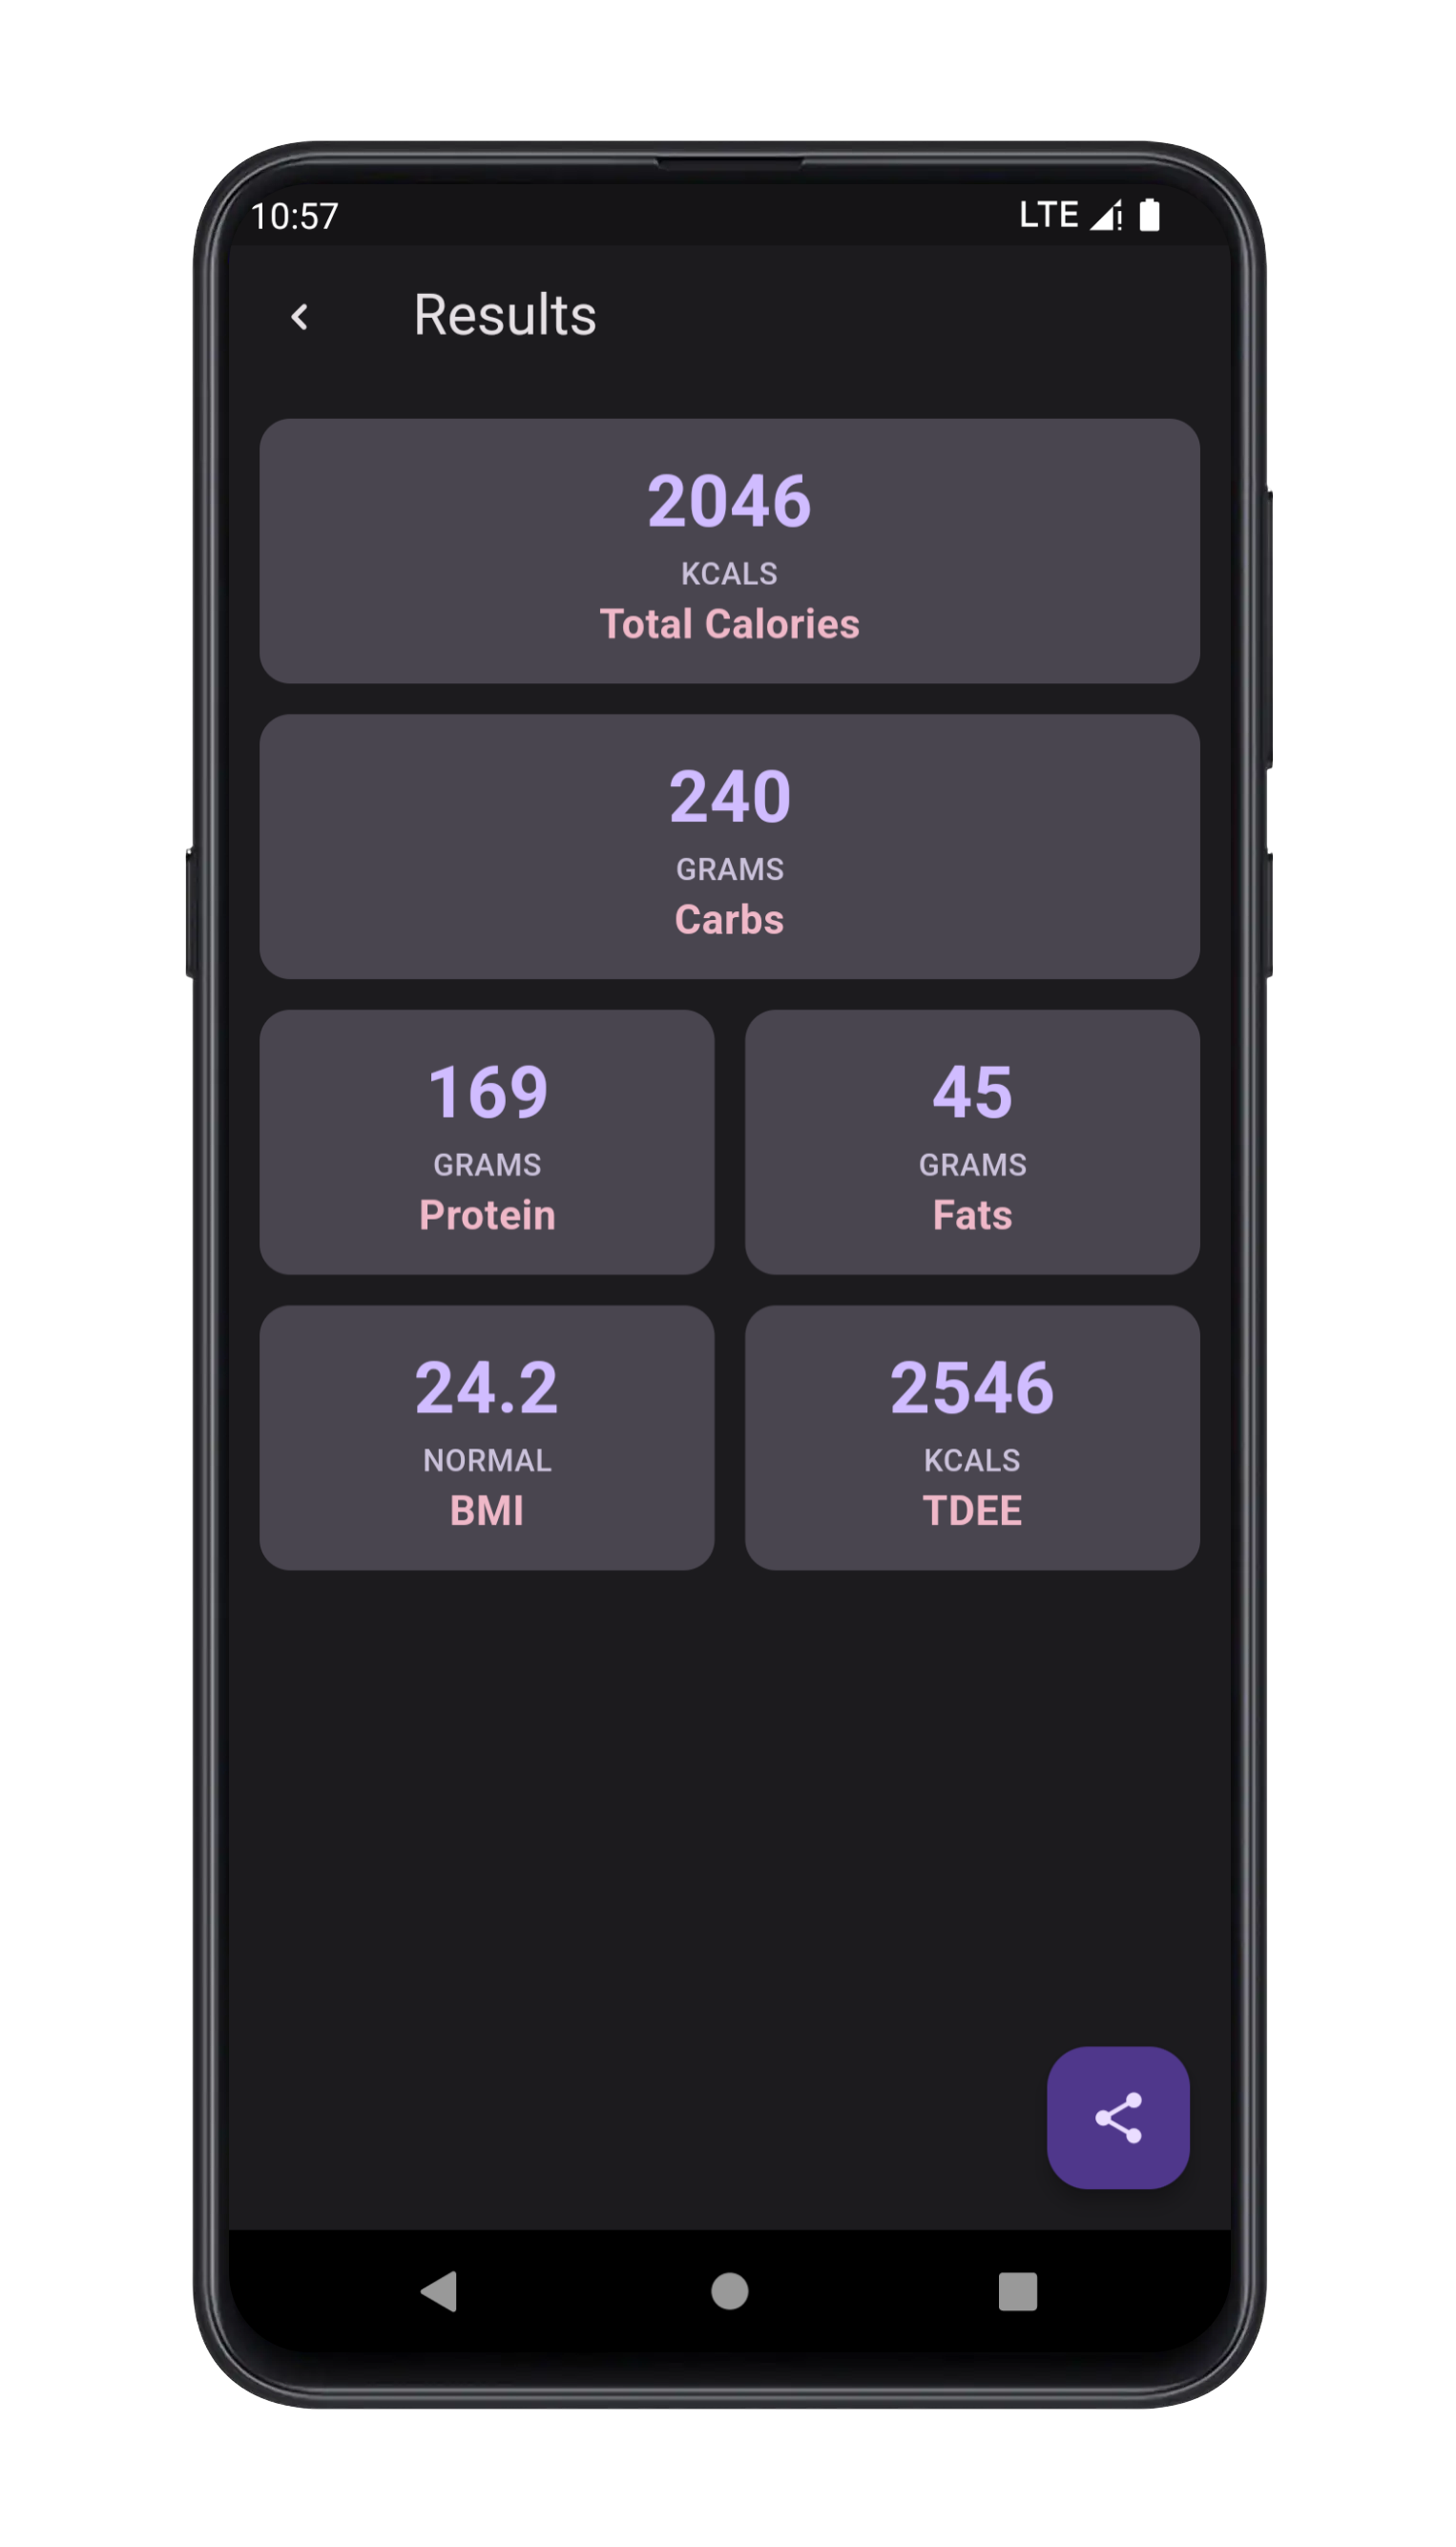 10:57 LTE
Results
2046
KCALS
Total Calories
240
GRAMS
Carbs
169
GRAMS
Protein
45
GRAMS
Fats
24.2
NORMAL
BMI
2546
KCALS
TDEE